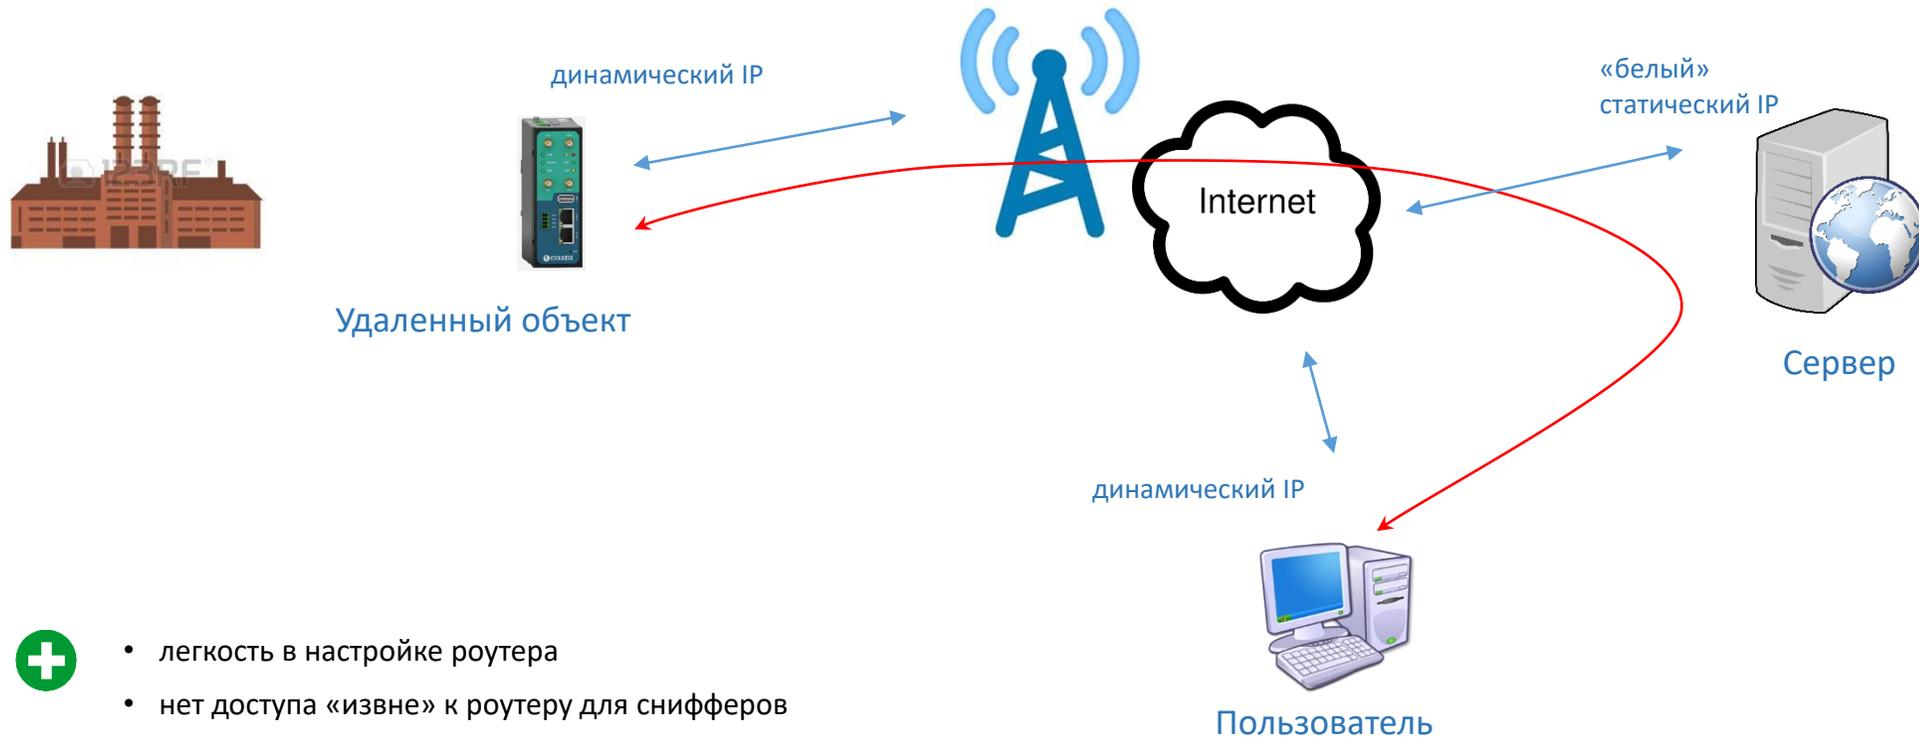 динамический IP
«белый»
статический IP
123RF
Internet
Удаленный объект
Сервер
динамический IP
• легкость в настройке роутера
• нет доступа «извне» к роутеру для снифферов
Пользователь